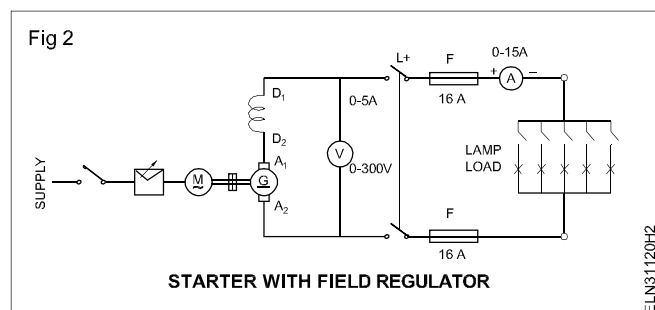 Fig 2
L+
F
0-15A
+ A –
16 A
D1
D2
0-5A
V
0-300V
A1
A2
G
M
SUPPLY
LAMP
LOAD
F
16 A
STARTER WITH FIELD REGULATOR
ELN31120H2